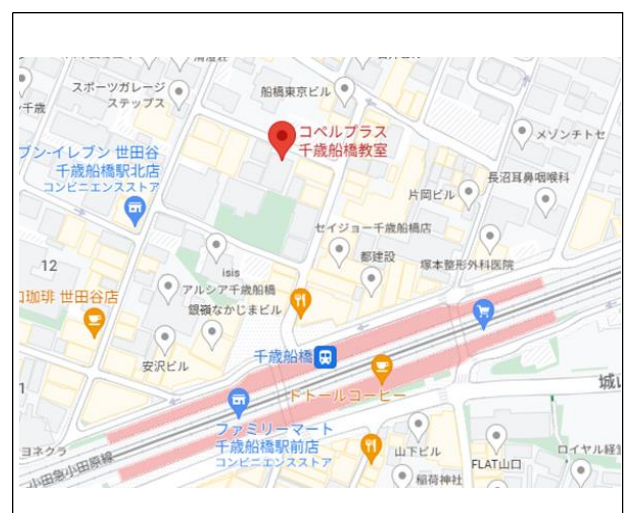 スポーツガレージ
ステップス
船橋東京ビル
千歳
コペルプラス
千歳船橋教室
メゾンチトセ
ブン-イレブン 世田谷
千歳船橋駅北店
コンビニエンスストア
長沼耳鼻咽喉科
片岡ビル
セイジョー千歳船橋店
都建設
塚本整形外科医院
12
isis
アルシア千歳船橋
珈琲 世田谷店
銀嶺なかじまビル
安沢ビル
千歳船橋
ドトールコーヒー
城山
1
ファミリーマート
千歳船橋駅前店
コンビニエンスストア
ヨネクラ
小田急小田原線
山下ビル
FLAT山口
ロイヤル経堂
稲荷神社